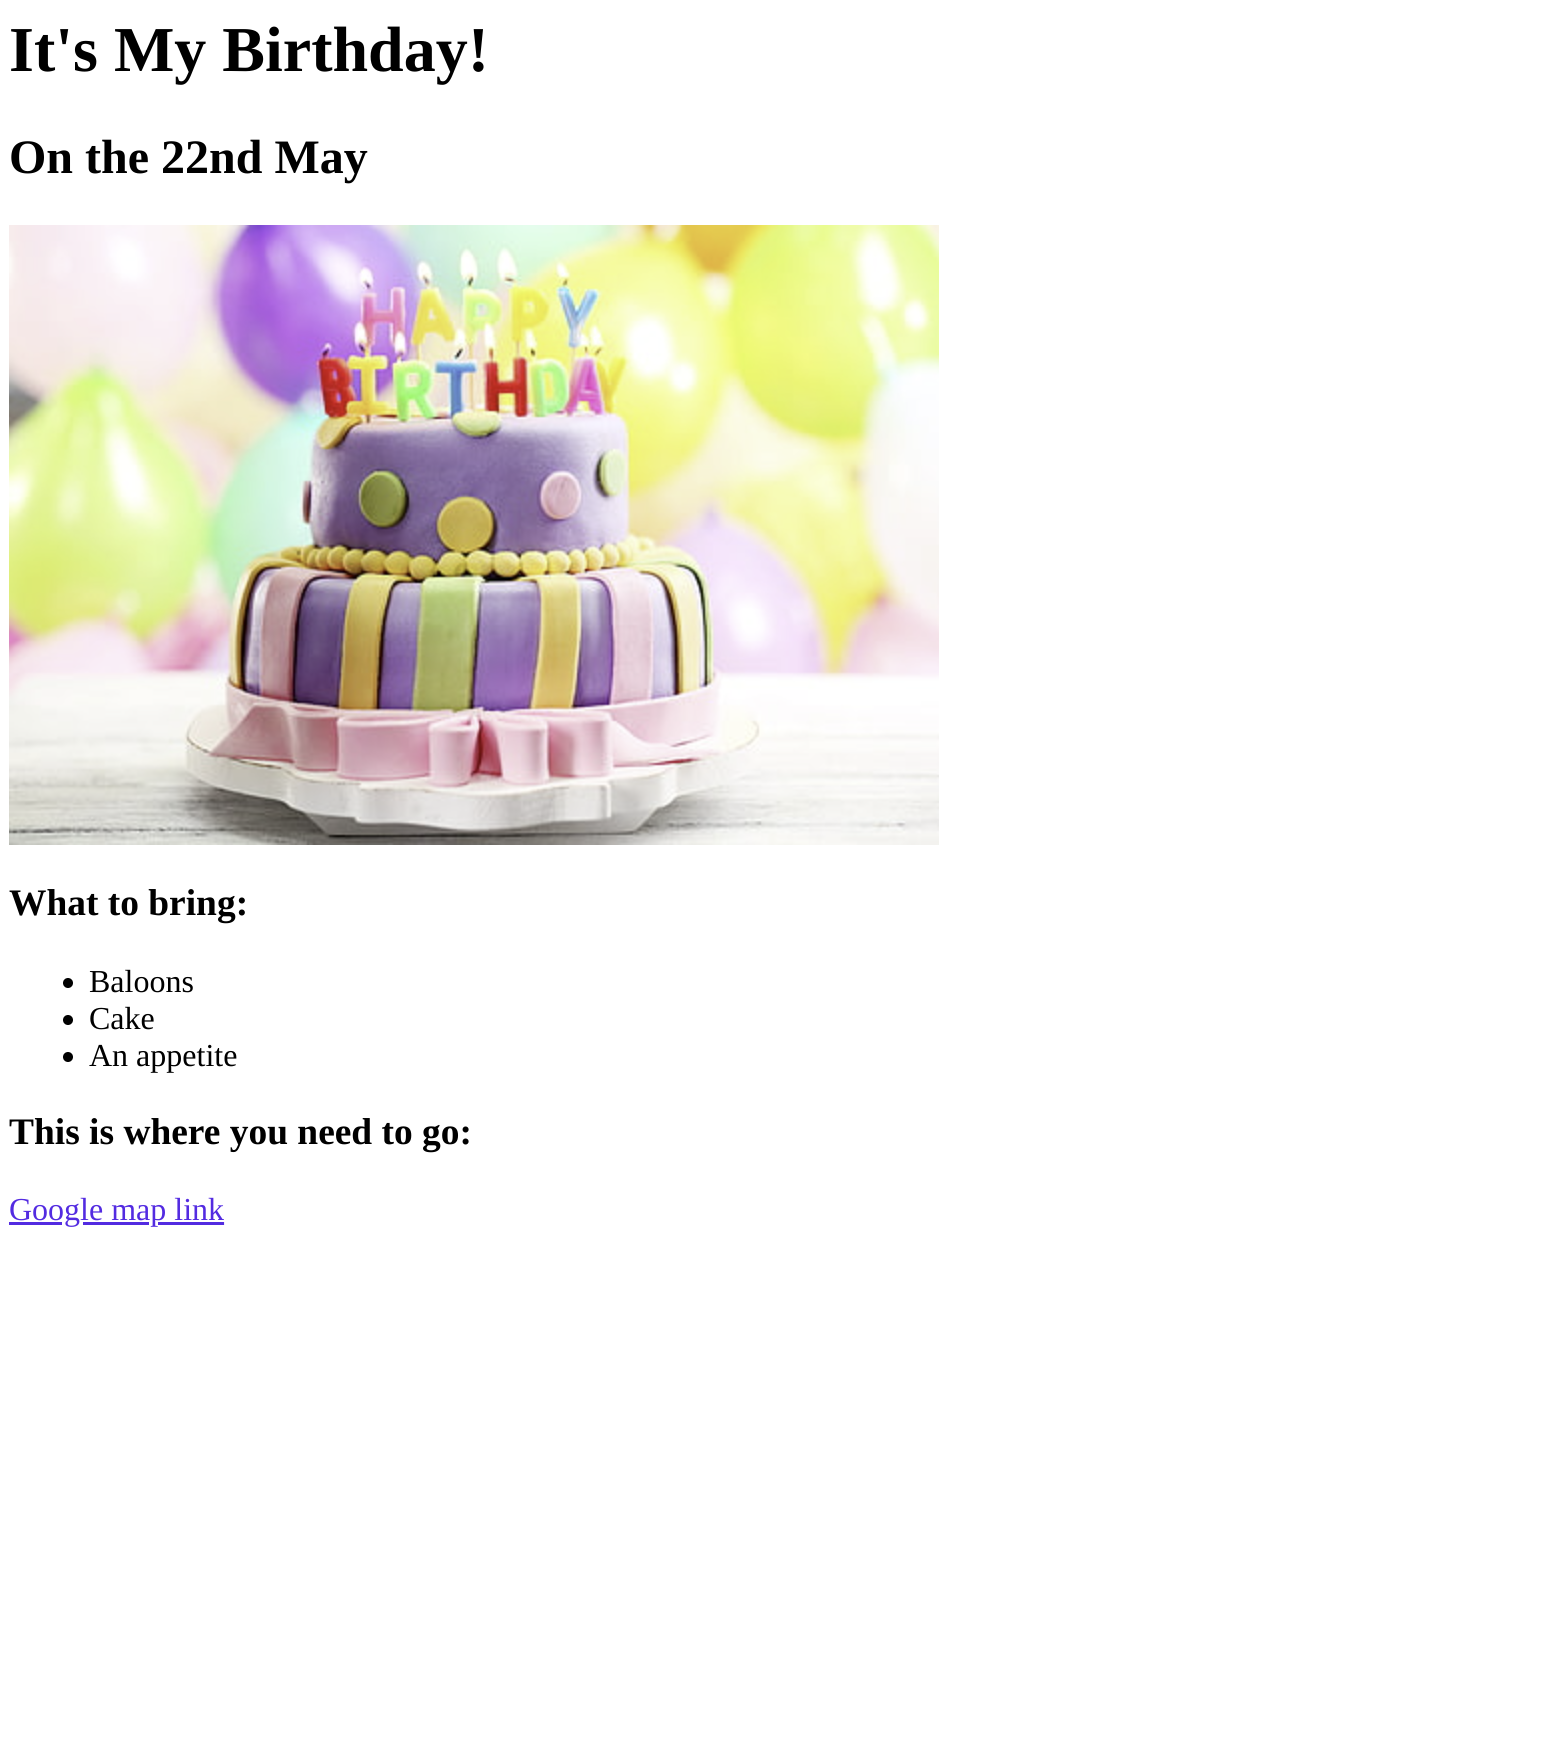 It's My Birthday!
On the 22nd May
HAPPY
BIRTHDAY
What to bring:
Baloons
Cake
An appetite
This is where you need to go:
Google map link